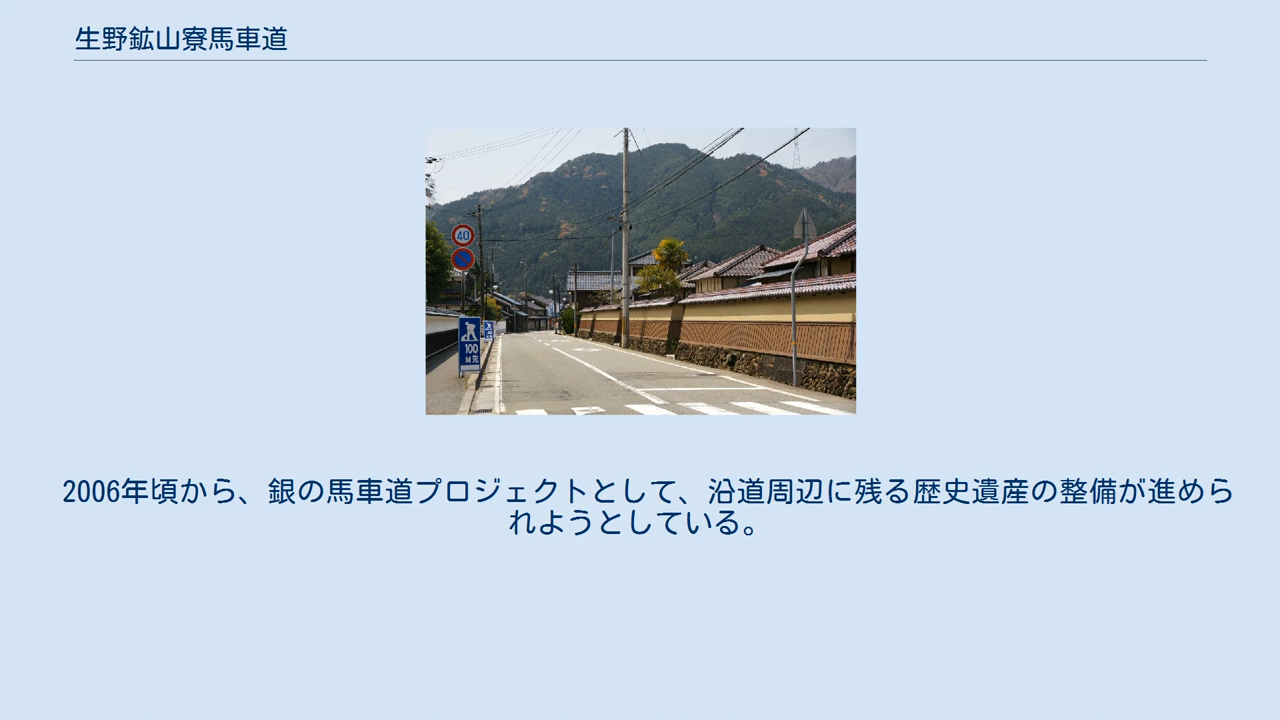 生野鉱山寮馬車道
40
100
M先
2006年頃から、銀の馬車道プロジェクトとして、沿道周辺に残る歴史遺産の整備が進めら
れようとしている。